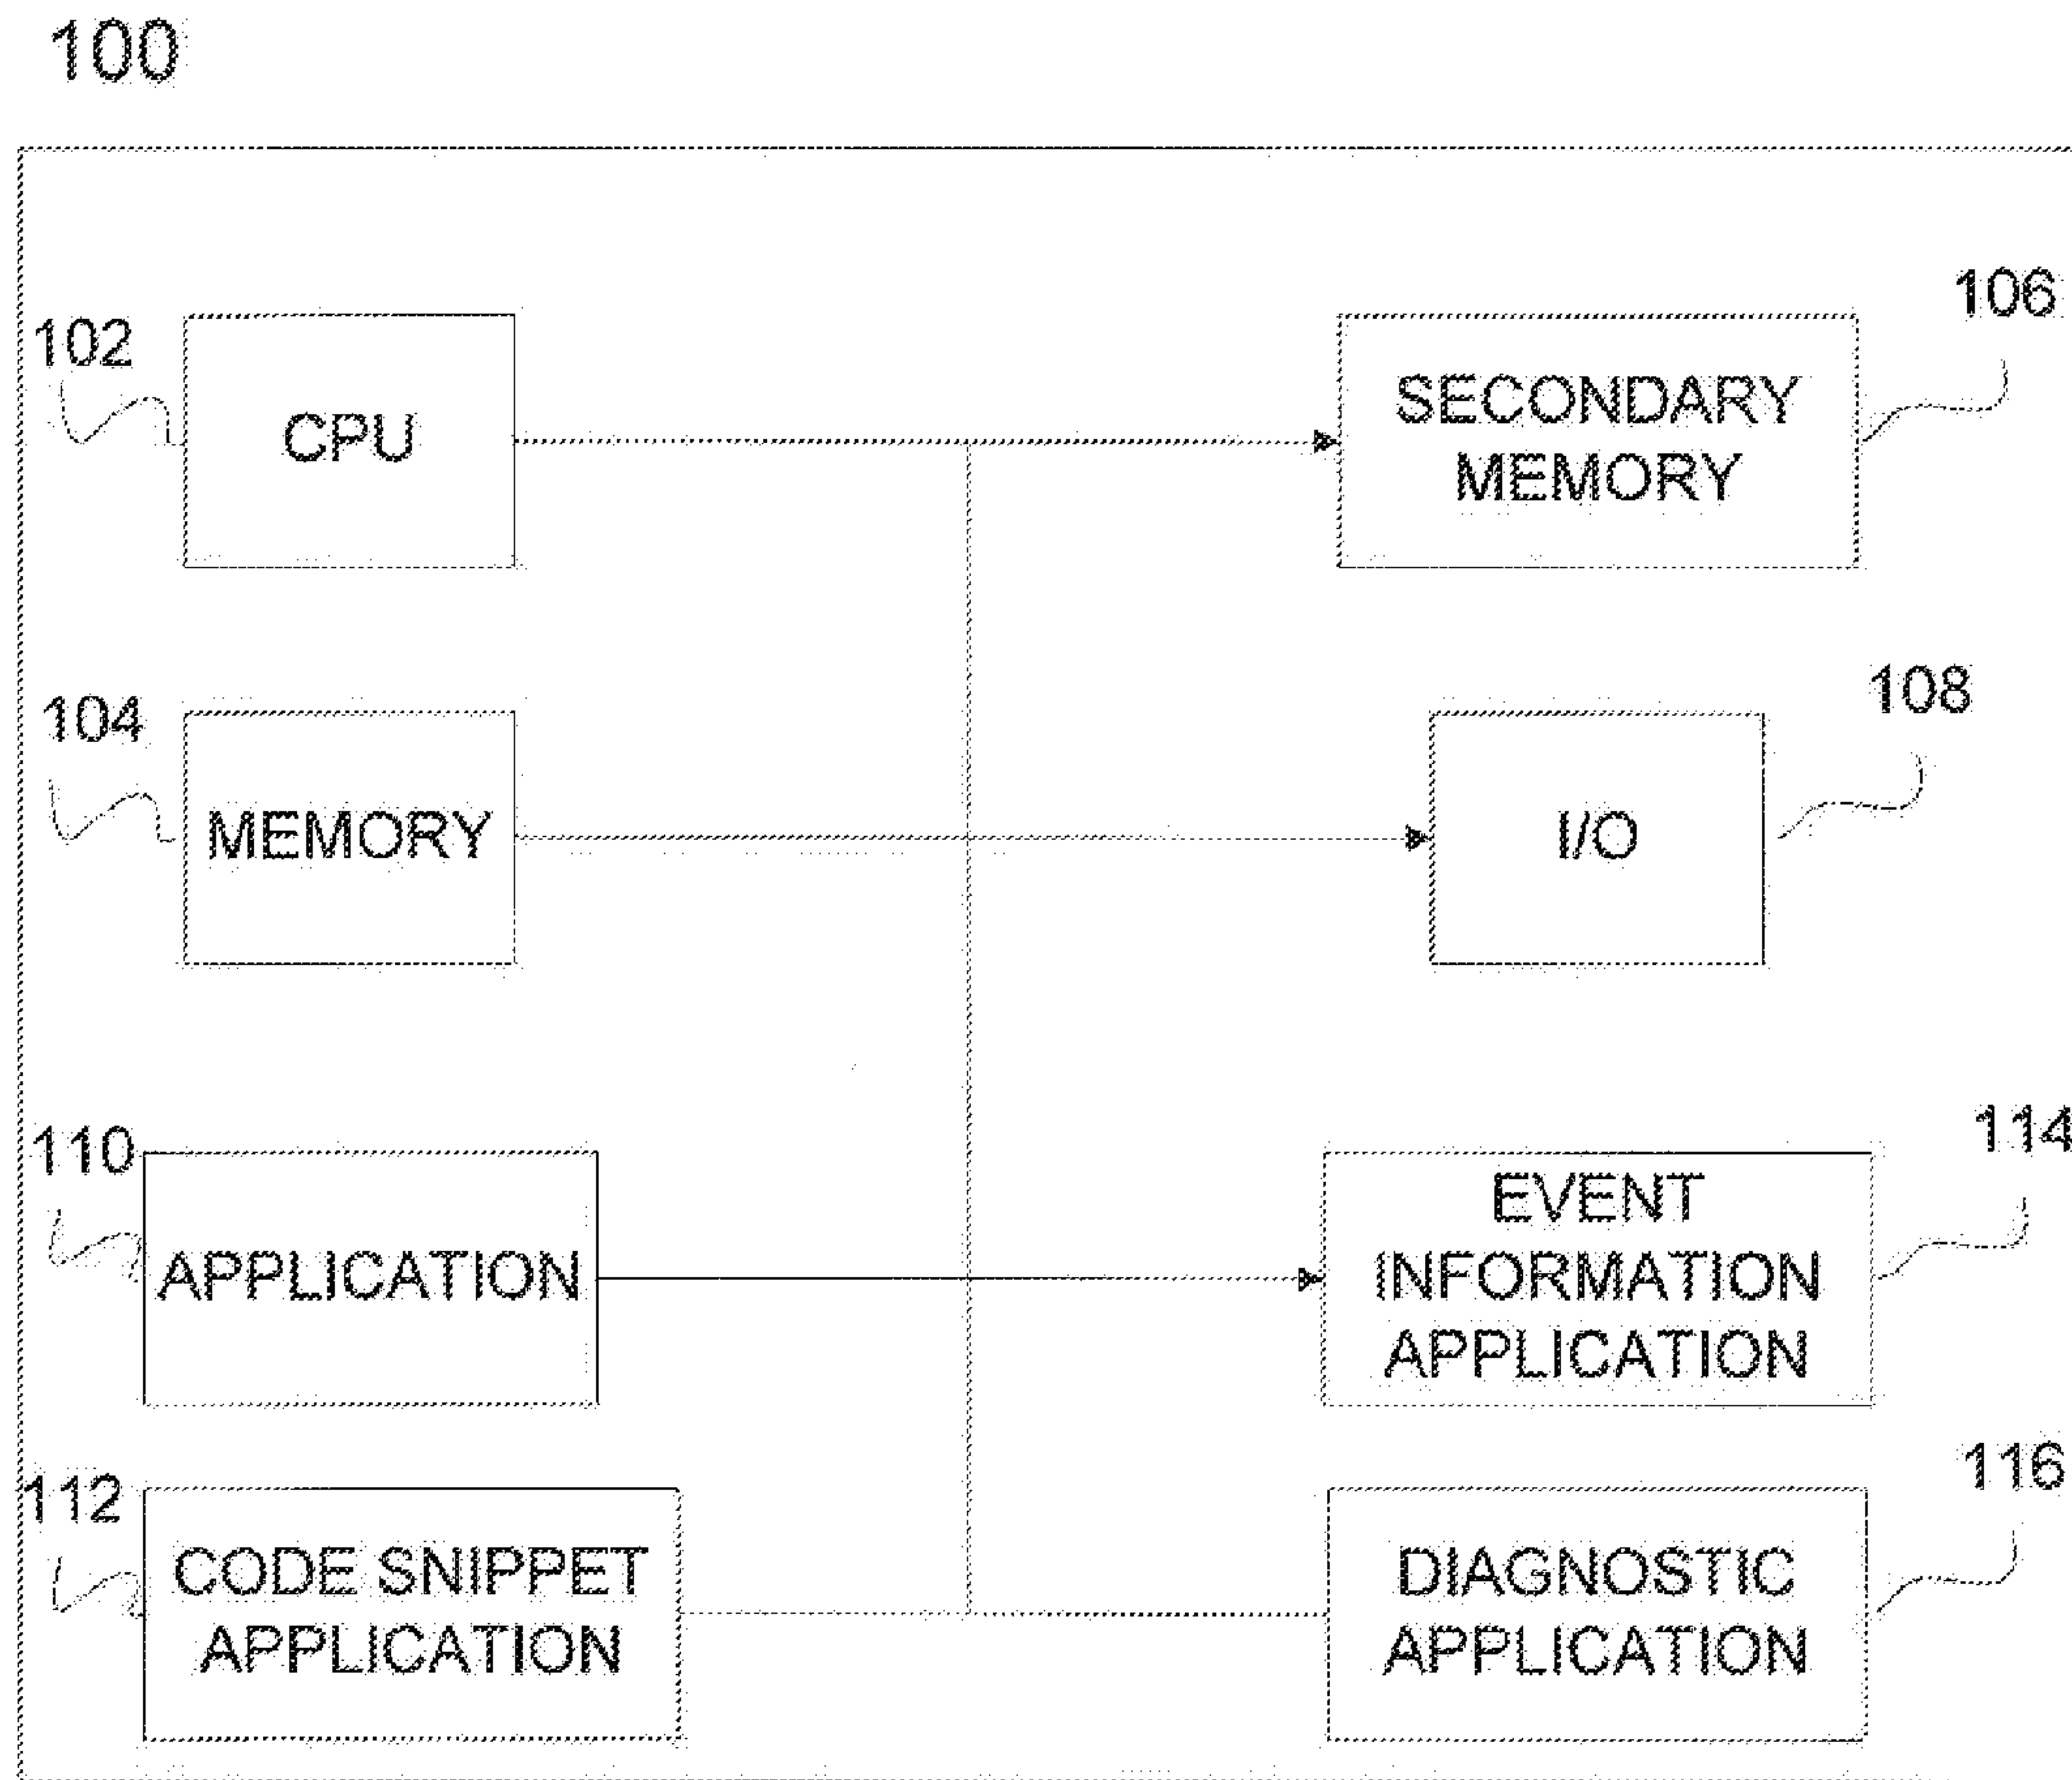 100
102
CPU
106
SECONDARY
MEMORY
104
MEMORY
108
I/O
110
APPLICATION
114
EVENT
INFORMATION
APPLICATION
112
CODE SNIPPET
APPLICATION
116
DIAGNOSTIC
APPLICATION